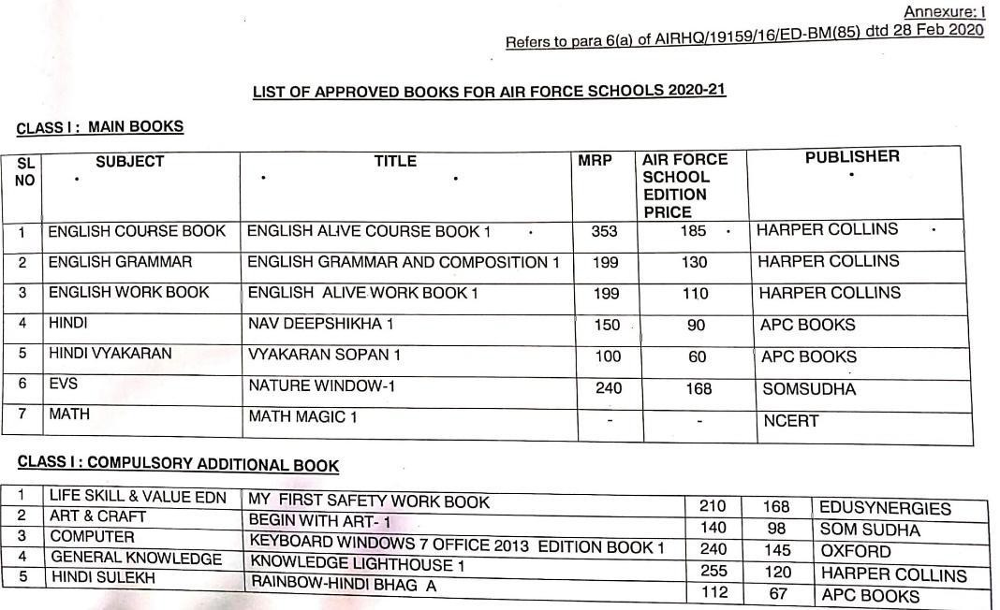 Annexure: I
Refers to para 6(a) of AIRHQ/19159/16/ED-BM(85) dtd 28 Feb 2020
LIST OF APPROVED BOOKS FOR AIR FORCE SCHOOLS 2020-21
CLASS I : MAIN BOOKS
SL NO SUBJECT TITLE MRP AIR FORCE SCHOOL EDITION PRICE PUBLISHER
1 ENGLISH COURSE BOOK ENGLISH ALIVE COURSE BOOK 1 353 185 HARPER COLLINS
2 ENGLISH GRAMMAR ENGLISH GRAMMAR AND COMPOSITION 1 199 130 HARPER COLLINS
3 ENGLISH WORK BOOK ENGLISH ALIVE WORK BOOK 1 199 110 HARPER COLLINS
4 HINDI NAV DEEPSHIKHA 1 150 90 APC BOOKS
5 HINDI VYAKARAN VYAKARAN SOPAN 1 100 60 APC BOOKS
6 EVS NATURE WINDOW-1 240 168 SOMSUDHA
7 MATH MATH MAGIC 1 - - NCERT
CLASS I : COMPULSORY ADDITIONAL BOOK
1 LIFE SKILL & VALUE EDN MY FIRST SAFETY WORK BOOK 210 168 EDUSYNERGIES
2 ART & CRAFT BEGIN WITH ART- 1 140 98 SOM SUDHA
3 COMPUTER KEYBOARD WINDOWS 7 OFFICE 2013 EDITION BOOK 1 240 145 OXFORD
4 GENERAL KNOWLEDGE KNOWLEDGE LIGHTHOUSE 1 255 120 HARPER COLLINS
5 HINDI SULEKH RAINBOW-HINDI BHAG A 112 67 APC BOOKS